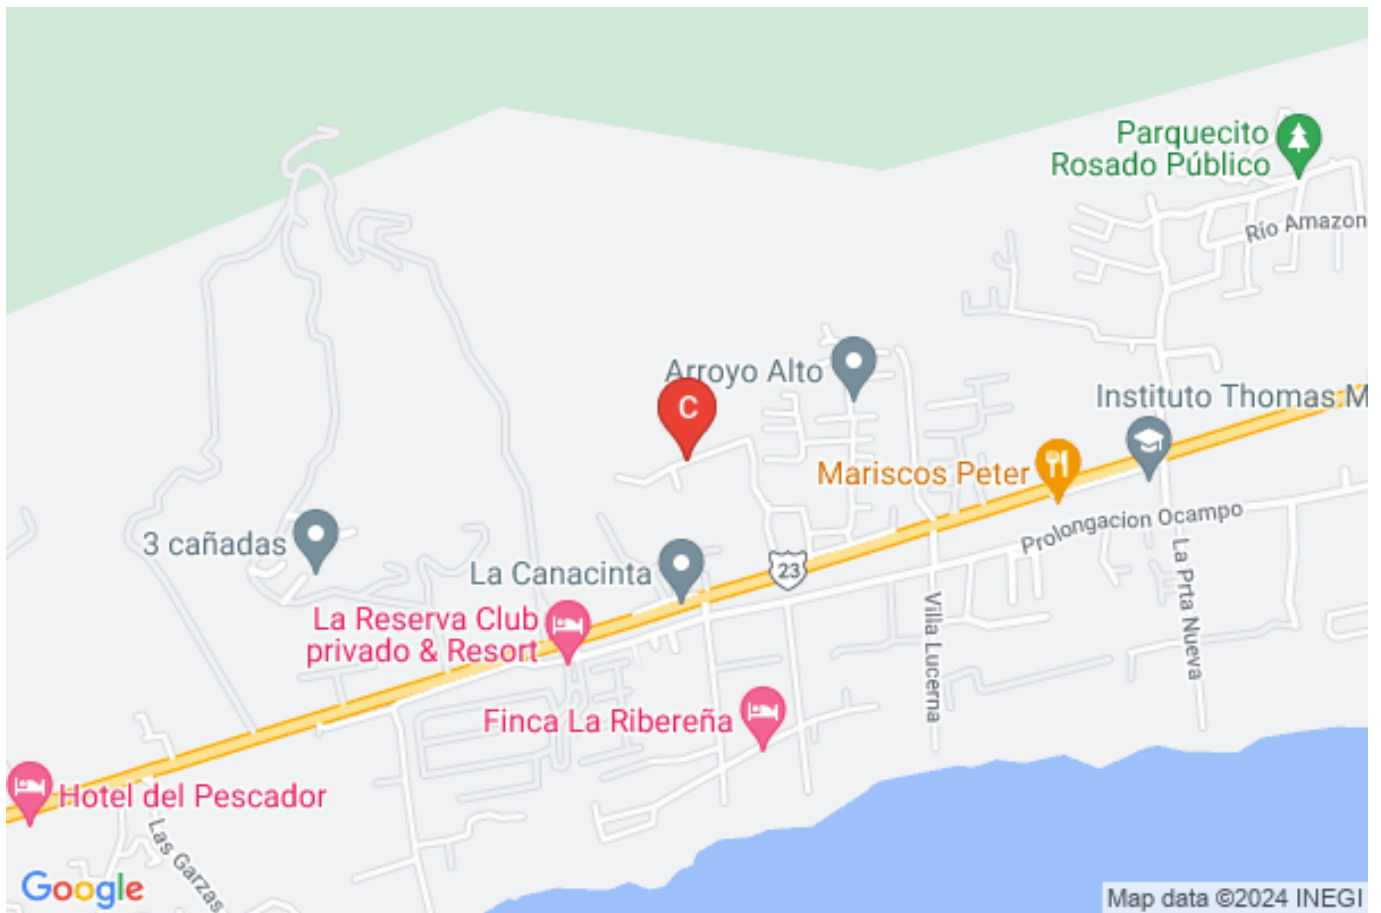 Parquecito
Rosado Público
Río Amazon
Arroyo Alto
C
Instituto Thomas M
Mariscos Peter
Prolongacion Ocampo
3 cañadas
La Canacinta
23
La Prta Nueva
Villa Lucerna
La Reserva Club
privado & Resort
Finca La Ribereña
Hotel del Pescador
Las Garzas
Google
Map data ©2024 INEGI